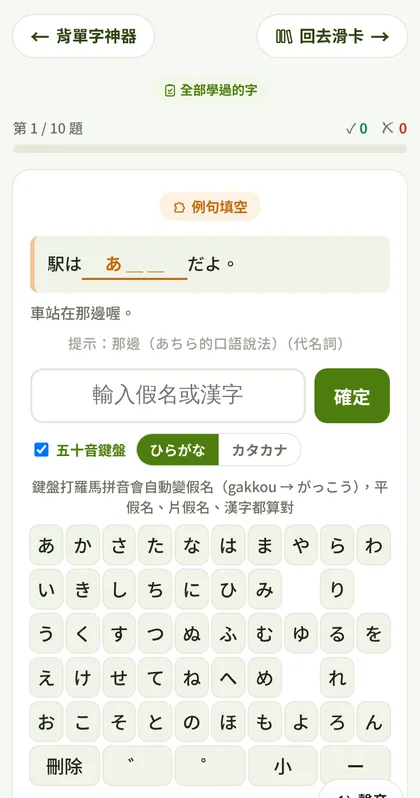 ← 背單字神器
回去滑卡 →
全部學過的字
第 1 / 10 題
✓ 0 ⛏ 0
例句填空
駅は あ ＿ ＿ だよ。
車站在那邊喔。
提示：那邊（あちら的口語說法）（代名詞）
輸入假名或漢字
確定
五十音鍵盤 ひらがな カタカナ
鍵盤打羅馬拼音會自動變假名（gakkou → がっこう），平
假名、片假名、漢字都算對
あ か さ た な は ま や ら わ
い き し ち に ひ み り
う く す つ ぬ ふ む ゆ る を
え け せ て ね へ め れ
お こ そ と の ほ も よ ろ ん
刪除 ゛ ゜ 小 ー